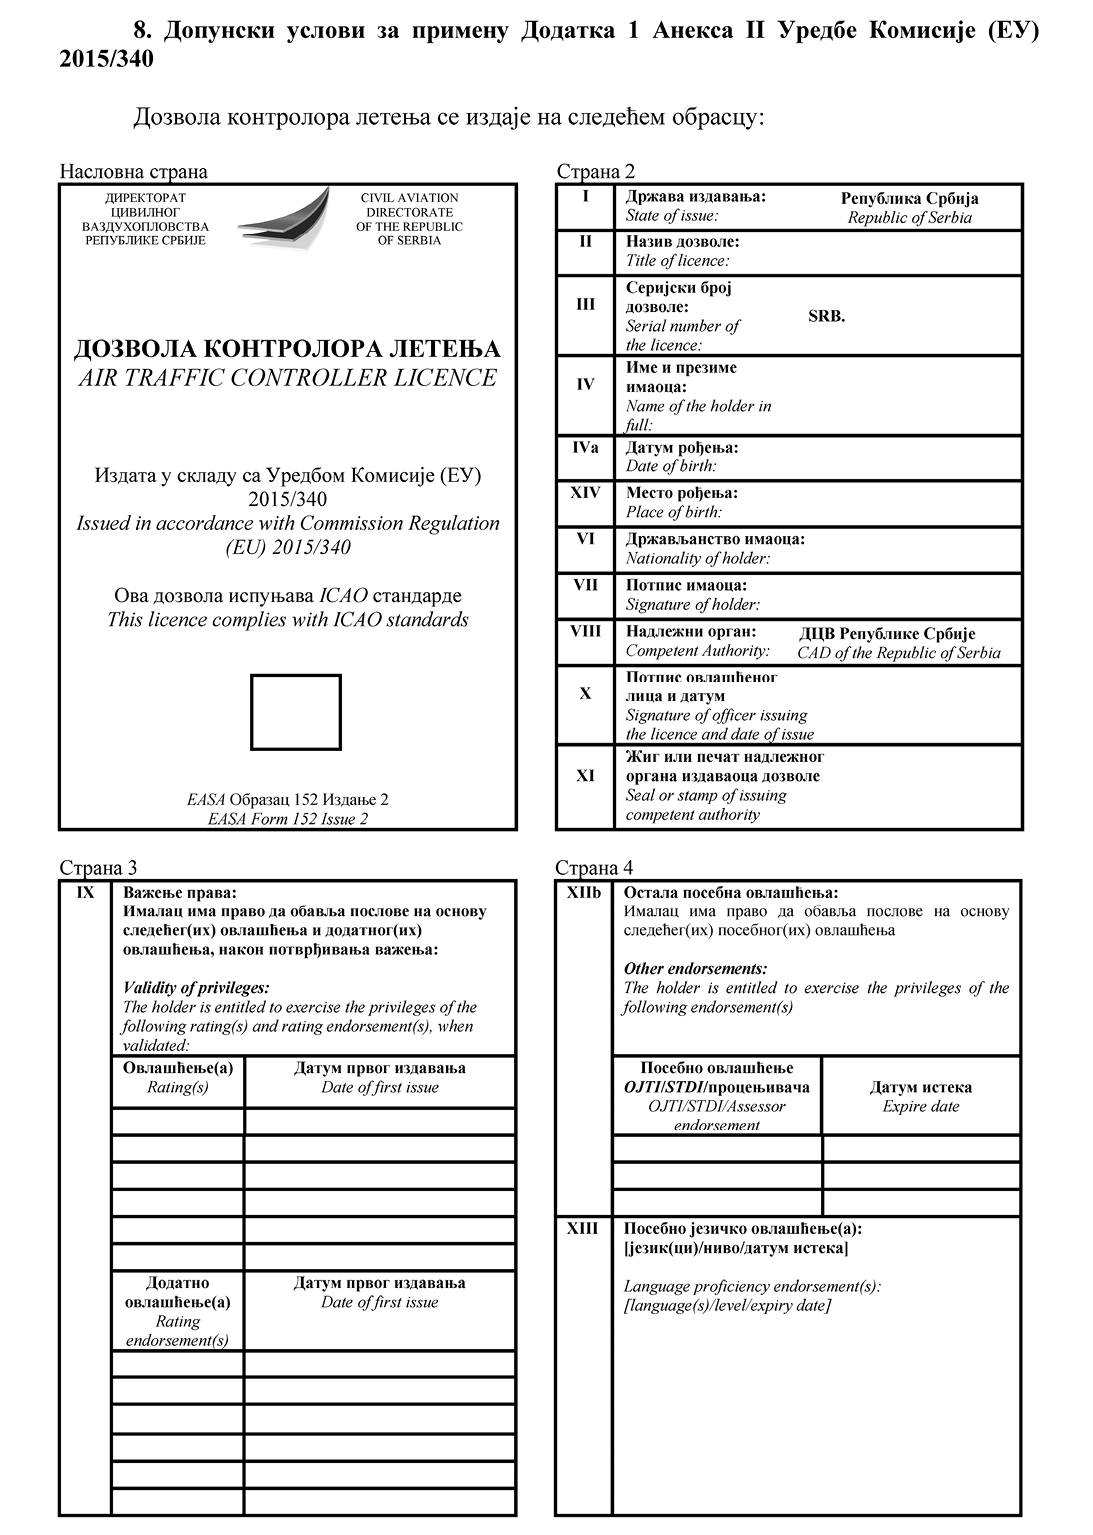 8. Допунски услови за примену Додатка 1 Анекса II Уредбе Комисије (ЕУ)
2015/340
Дозвола контролора летења се издаје на следећем обрасцу:
Насловна страна
ДИРЕКТОРАТ
ЦИВИЛНОГ
ВАЗДУХОПЛОВСТВА
РЕПУБЛИКЕ СРБИЈЕ
CIVIL AVIATION
DIRECTORATE
OF THE REPUBLIC
OF SERBIA
ДОЗВОЛА КОНТРОЛОРА ЛЕТЕЊА
AIR TRAFFIC CONTROLLER LICENCE
Издата у складу са Уредбом Комисије (ЕУ)
2015/340
Issued in accordance with Commission Regulation
(EU) 2015/340
Ова дозвола испуњава ICAO стандарде
This licence complies with ICAO standards
EASA Образац 152 Издање 2
EASA Form 152 Issue 2
Страна 2
I
Држава издавања:
State of issue:
Република Србија
Republic of Serbia
II
Назив дозволе:
Title of licence:
III
Серијски број
дозволе:
Serial number of
the licence:
SRB.
IV
Име и презиме
имаоца:
Name of the holder in
full:
IVa
Датум рођења:
Date of birth:
XIV
Место рођења:
Place of birth:
VI
Држављанство имаоца:
Nationality of holder:
VII
Потпис имаоца:
Signature of holder:
VIII
Надлежни орган:
Competent Authority:
ДЦВ Републике Србије
CAD of the Republic of Serbia
X
Потпис овлашћеног
лица и датум
Signature of officer issuing
the licence and date of issue
XI
Жиг или печат надлежног
органа издаваоца дозволе
Seal or stamp of issuing
competent authority
Страна 3
IX
Важење права:
Ималац има право да обавља послове на основу
следећег(их) овлашћења и додатног(их)
овлашћења, након потврђивања важења:
Validity of privileges:
The holder is entitled to exercise the privileges of the
following rating(s) and rating endorsement(s), when
validated:
Овлашћење(а)
Rating(s)
Датум првог издавања
Date of first issue
Додатно
овлашћење(а)
Rating
endorsement(s)
Датум првог издавања
Date of first issue
Страна 4
XIIb
Остала посебна овлашћења:
Ималац има право да обавља послове на основу
следећег(их) посебног(их) овлашћења
Other endorsements:
The holder is entitled to exercise the privileges of the
following endorsement(s)
Посебно овлашћење
OJTI/STDI/процењивача
OJTI/STDI/Assessor
endorsement
Датум истека
Expire date
XIII
Посебно језичко овлашћење(а):
[језик(ци)/ниво/датум истека]
Language proficiency endorsement(s):
[language(s)/level/expiry date]